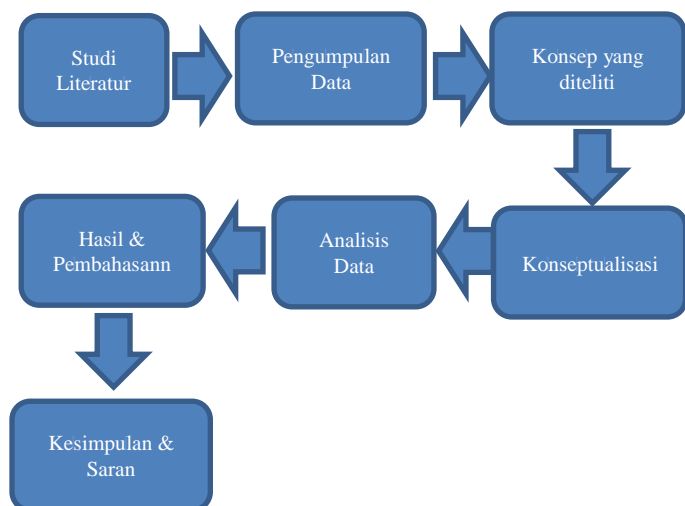 Studi
Literatur
Pengumpulan
Data
Konsep yang
diteliti
Konseptualisasi
Analisis
Data
Hasil &
Pembahasann
Kesimpulan &
Saran